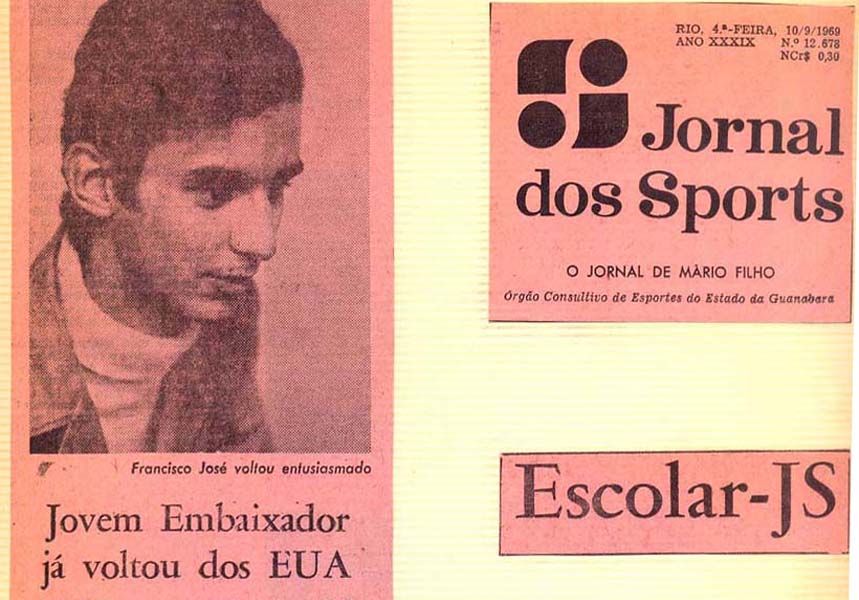 Francisco José voltou entusiasmado
Jovem Embaixador
já voltou dos EUA
RIO, 4.ª-FEIRA, 10/9/1969
ANO XXXIX N.º 12.678
NCr$ 0,30
Jornal
dos Sports
O JORNAL DE MÀRIO FILHO
Órgão Consultivo de Esportes do Estado da Guanabara
Escolar-JS